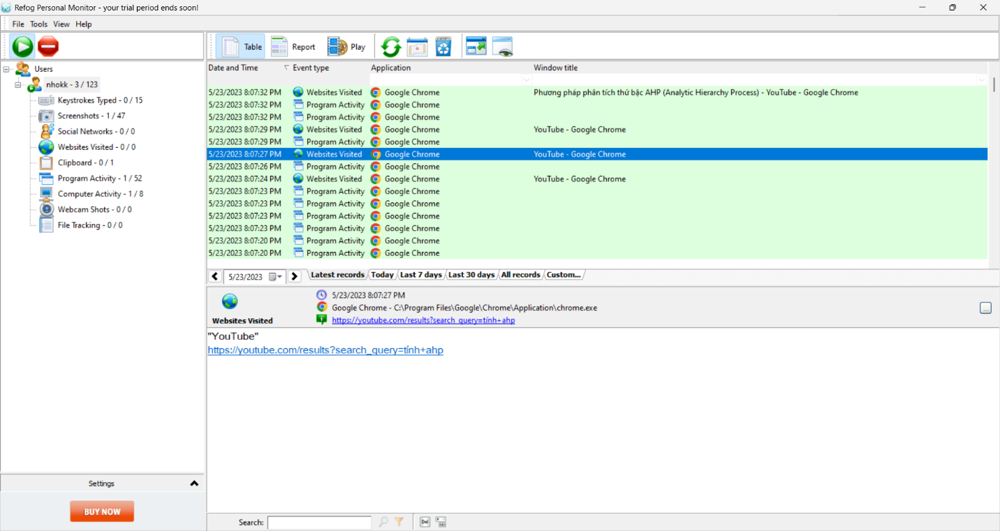 Refog Personal Monitor - your trial period ends soon!
File Tools View Help
Table Report Play
Users
nhokk - 3 / 123
Keystrokes Typed - 0 / 15
Screenshots - 1 / 47
Social Networks - 0 / 0
Websites Visited - 0 / 0
Clipboard - 0 / 1
Program Activity - 1 / 52
Computer Activity - 1 / 8
Webcam Shots - 0 / 0
File Tracking - 0 / 0
Settings
BUY NOW
Date and Time Event type Application Window title
5/23/2023 8:07:32 PM Websites Visited Google Chrome Phương pháp phân tích thứ bậc AHP (Analytic Hierarchy Process) - YouTube - Google Chrome
5/23/2023 8:07:32 PM Program Activity Google Chrome
5/23/2023 8:07:32 PM Program Activity Google Chrome
5/23/2023 8:07:29 PM Websites Visited Google Chrome YouTube - Google Chrome
5/23/2023 8:07:29 PM Program Activity Google Chrome
5/23/2023 8:07:27 PM Websites Visited Google Chrome YouTube - Google Chrome
5/23/2023 8:07:26 PM Program Activity Google Chrome
5/23/2023 8:07:24 PM Websites Visited Google Chrome YouTube - Google Chrome
5/23/2023 8:07:23 PM Program Activity Google Chrome
5/23/2023 8:07:23 PM Program Activity Google Chrome
5/23/2023 8:07:23 PM Program Activity Google Chrome
5/23/2023 8:07:23 PM Program Activity Google Chrome
5/23/2023 8:07:20 PM Program Activity Google Chrome
5/23/2023 8:07:20 PM Program Activity Google Chrome
5/23/2023 Latest records Today Last 7 days Last 30 days All records Custom...
5/23/2023 8:07:27 PM
Google Chrome - C:\Program Files\Google\Chrome\Application\chrome.exe
Websites Visited https://youtube.com/results?search_query=tính+ahp
...
"YouTube"
https://youtube.com/results?search_query=tính+ahp
Search: Del